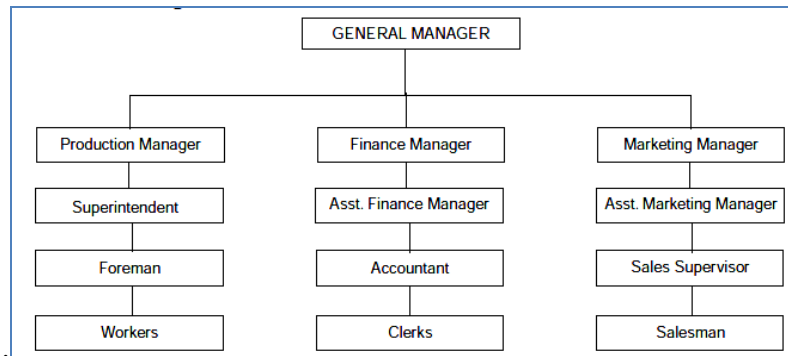 GENERAL MANAGER
Production Manager
Finance Manager
Marketing Manager
Superintendent
Asst. Finance Manager
Asst. Marketing Manager
Foreman
Accountant
Sales Supervisor
Workers
Clerks
Salesman